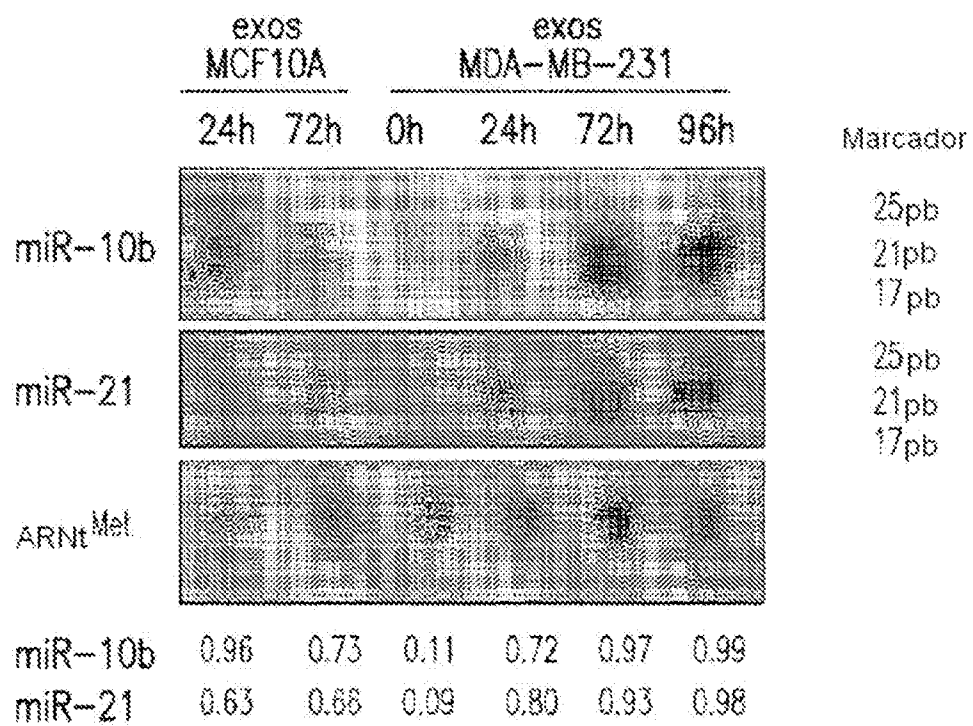 exos exos
MCF10A MDA-MB-231
24h 72h 0h 24h 72h 96h
Marcador
miR-10b
25pb
21pb
17pb
miR-21
25pb
21pb
17pb
ARNt Met
miR-10b 0.96 0.73 0.11 0.72 0.97 0.99
miR-21 0.63 0.68 0.09 0.80 0.93 0.98